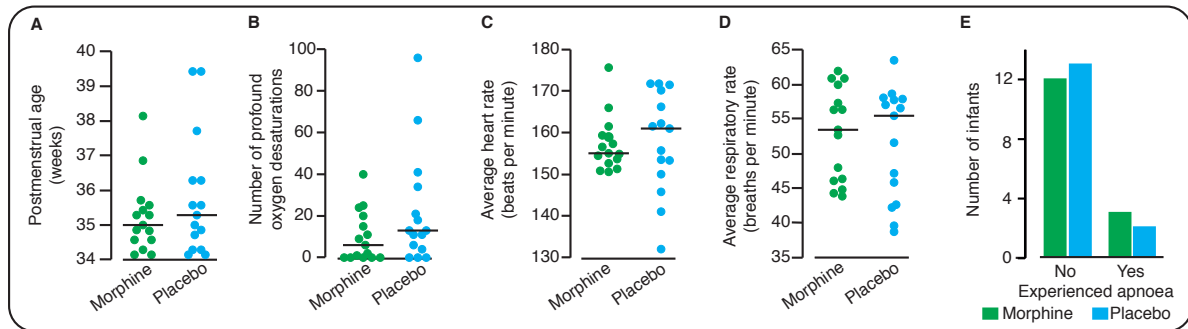 A
Postmenstrual age
(weeks)
40
39
38
37
36
35
34
Morphine
Placebo
B
Number of profound
oxygen desaturations
100
80
60
40
20
0
Morphine
Placebo
C
Average heart rate
(beats per minute)
180
170
160
150
140
130
Morphine
Placebo
D
Average respiratory rate
(breaths per minute)
65
60
55
50
45
40
35
Morphine
Placebo
E
Number of infants
12
8
4
0
No
Yes
Experienced apnoea
Morphine
Placebo